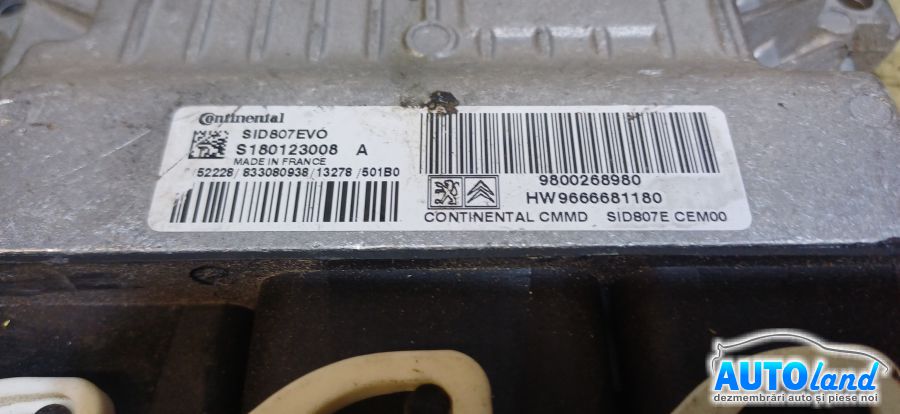 Continental
SID807EVO
S180123008 A
MADE IN FRANCE
52228/833080938/13278/501B0
9800268980
HW9666681180
CONTINENTAL CMMD SID807E CEM00
AUTOland
dezmembrări auto și piese noi